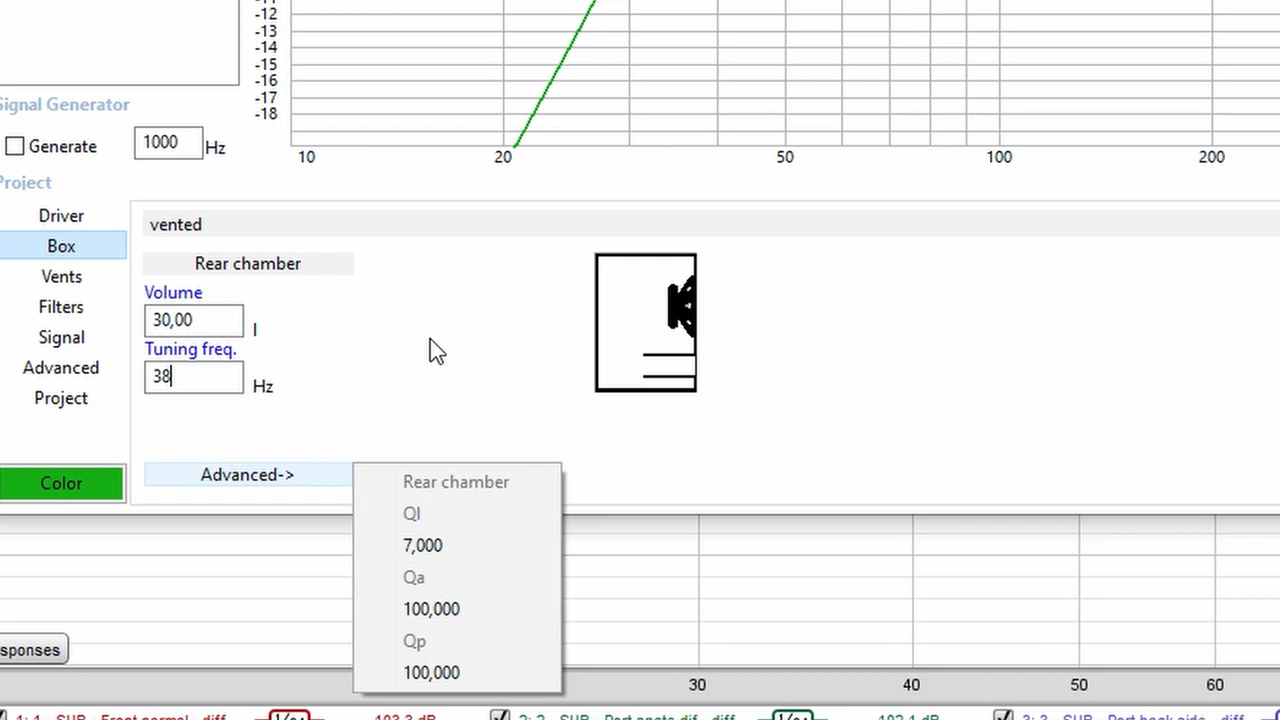 -12
-13
-14
-15
-16
-17
-18
10 20 50 100 200
Signal Generator
Generate 1000 Hz
Project
Driver
Box
Vents
Filters
Signal
Advanced
Project
Color
vented
Rear chamber
Volume
30,00 l
Tuning freq.
38 Hz
Advanced->
Rear chamber
Ql
7,000
Qa
100,000
Qp
100,000
sponses
30 40 50 60